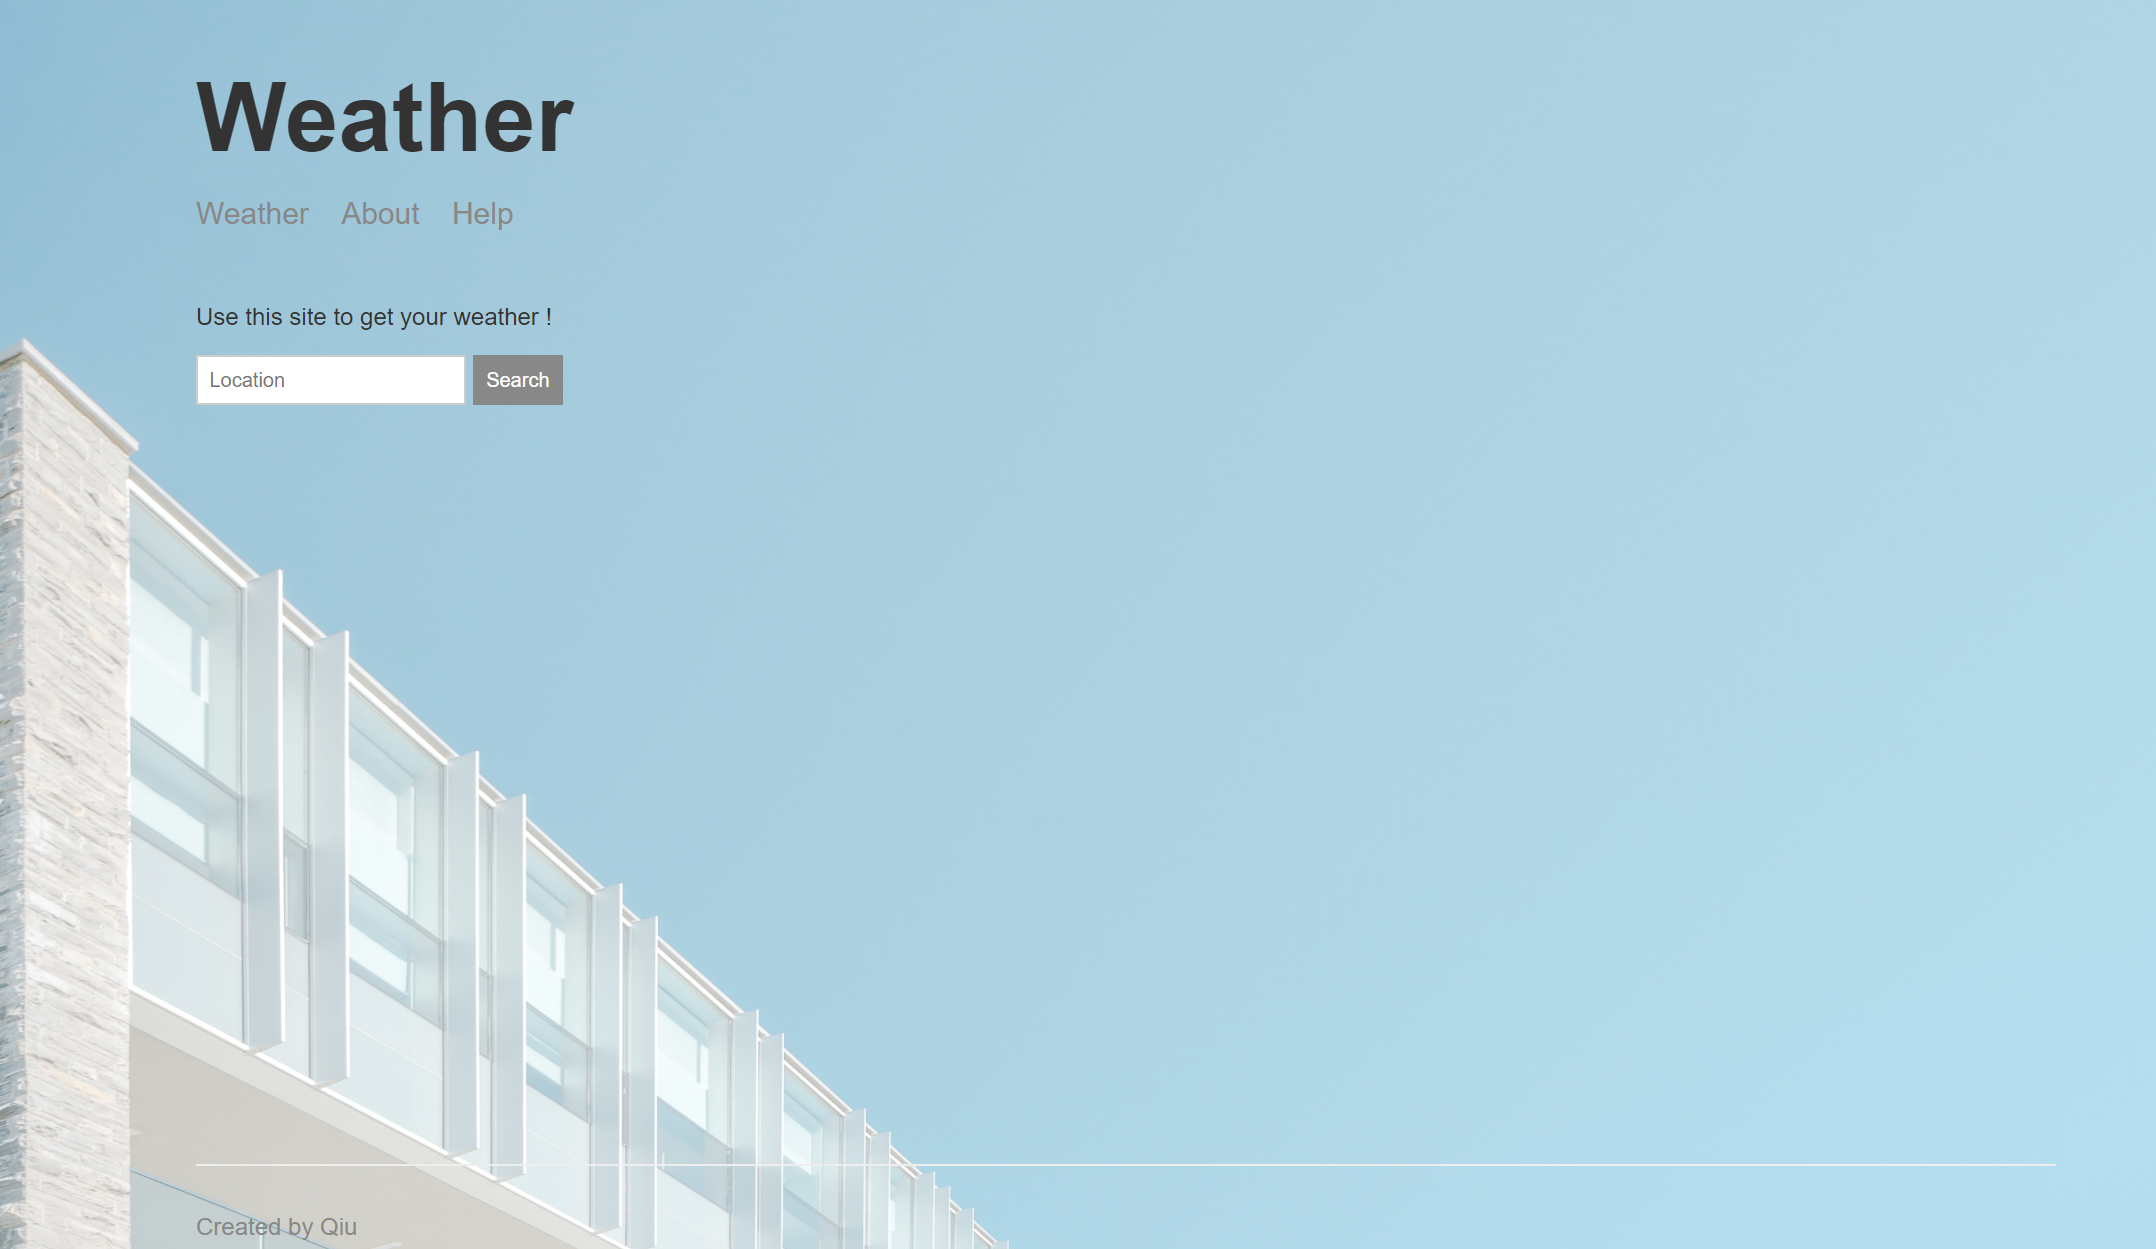 Weather
Weather About Help
Use this site to get your weather !
Location Search
Created by Qiu